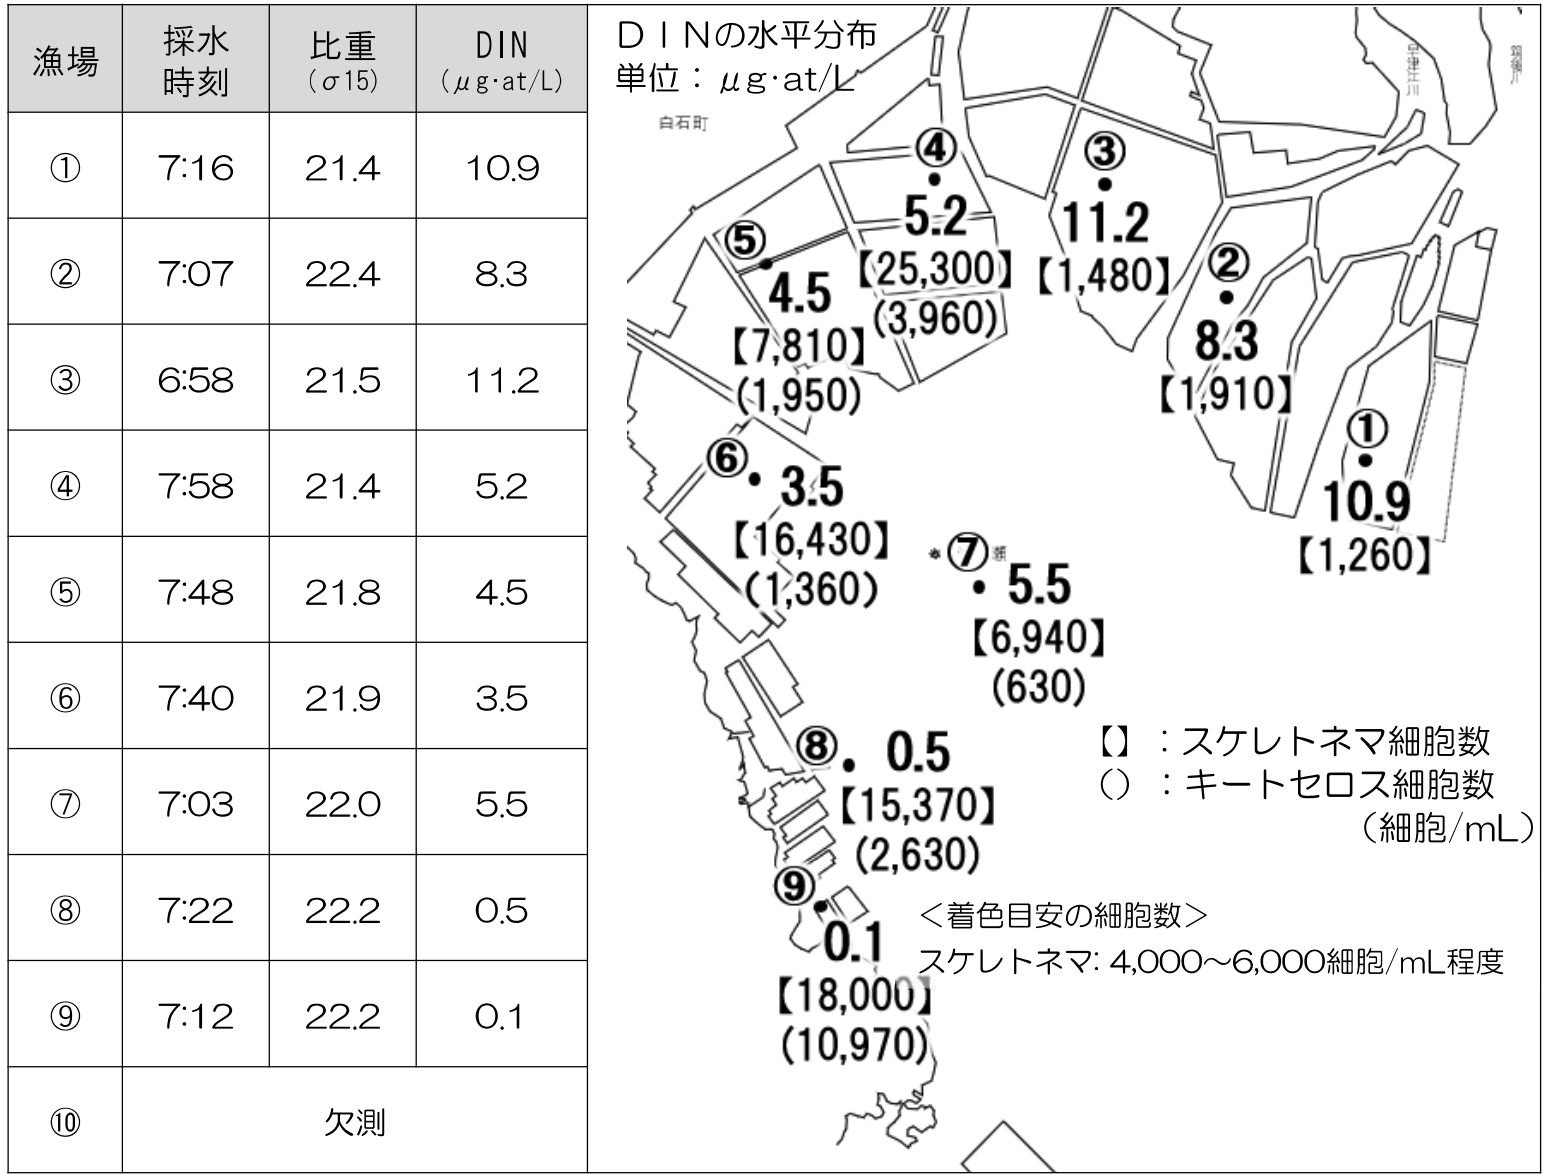 漁場 採水時刻 比重(σ15) DIN(μg·at/L)
① 7:16 21.4 10.9
② 7:07 22.4 8.3
③ 6:58 21.5 11.2
④ 7:58 21.4 5.2
⑤ 7:48 21.8 4.5
⑥ 7:40 21.9 3.5
⑦ 7:03 22.0 5.5
⑧ 7:22 22.2 0.5
⑨ 7:12 22.2 0.1
⑩ 欠測
DINの水平分布
単位：μg·at/L
白石町
早津江川
筑後川
④
5.2
【25,300】
(3,960)
③
11.2
【1,480】
⑤
4.5
【7,810】
(1,950)
②
8.3
【1,910】
①
10.9
【1,260】
⑥
3.5
【16,430】
(1,360)
⑦
5.5
【6,940】
(630)
⑧
0.5
【15,370】
(2,630)
⑨
0.1
【18,000】
(10,970)
【】：スケレトネマ細胞数
()：キートセロス細胞数
（細胞/mL）
＜着色目安の細胞数＞
スケレトネマ: 4,000～6,000細胞/mL程度